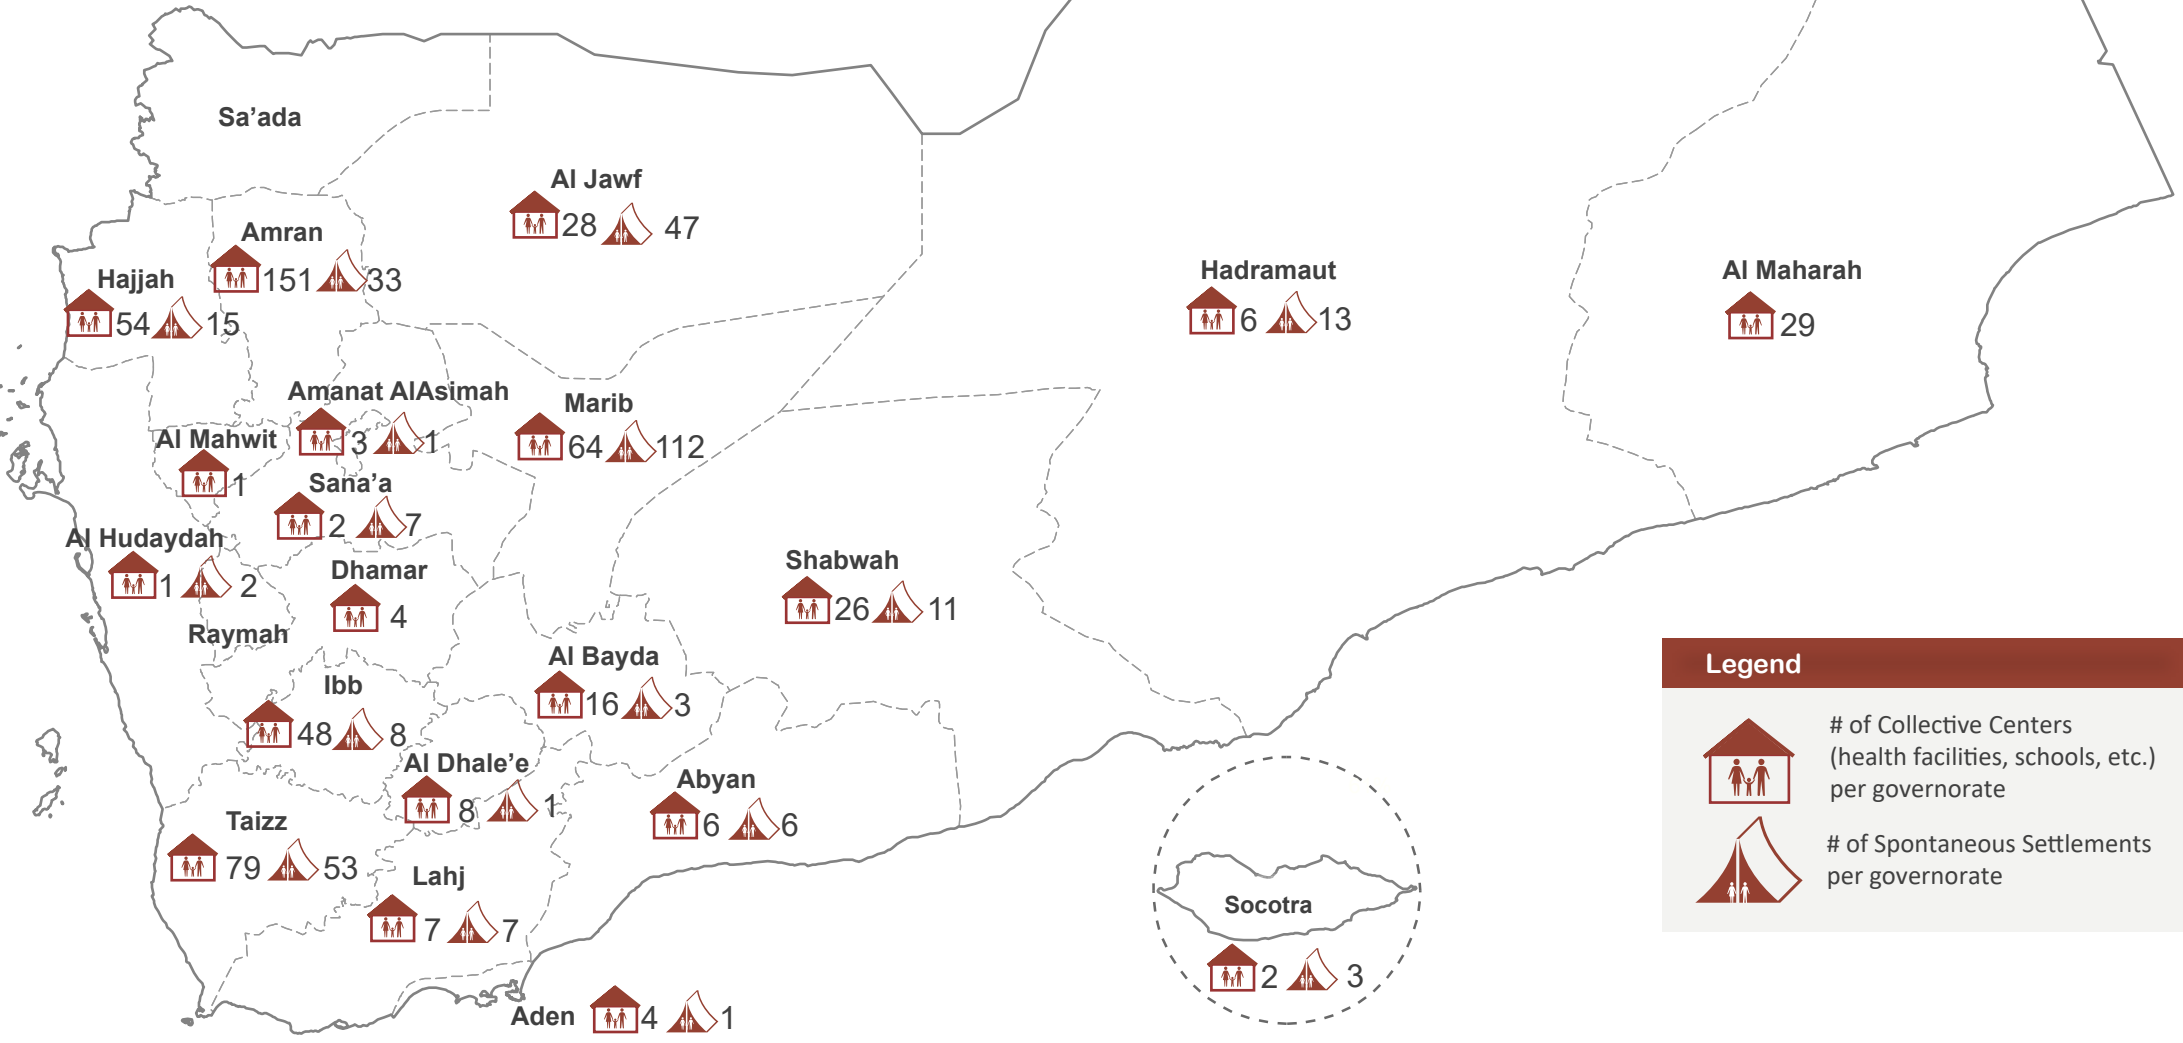 Sa’ada
Al Jawf
28 47
Amran
151 33
Hajjah
54 15
Hadramaut
6 13
Al Maharah
29
Amanat AlAsimah
3 1
Marib
64 112
Al Mahwit
1
Sana’a
2 7
Al Hudaydah
1 2
Dhamar
4
Shabwah
26 11
Raymah
Al Bayda
16 3
Ibb
48 8
Al Dhale’e
8 1
Abyan
6 6
Taizz
79 53
Lahj
7 7
Socotra
2 3
Aden 4 1
Legend
# of Collective Centers
(health facilities, schools, etc.)
per governorate
# of Spontaneous Settlements
per governorate